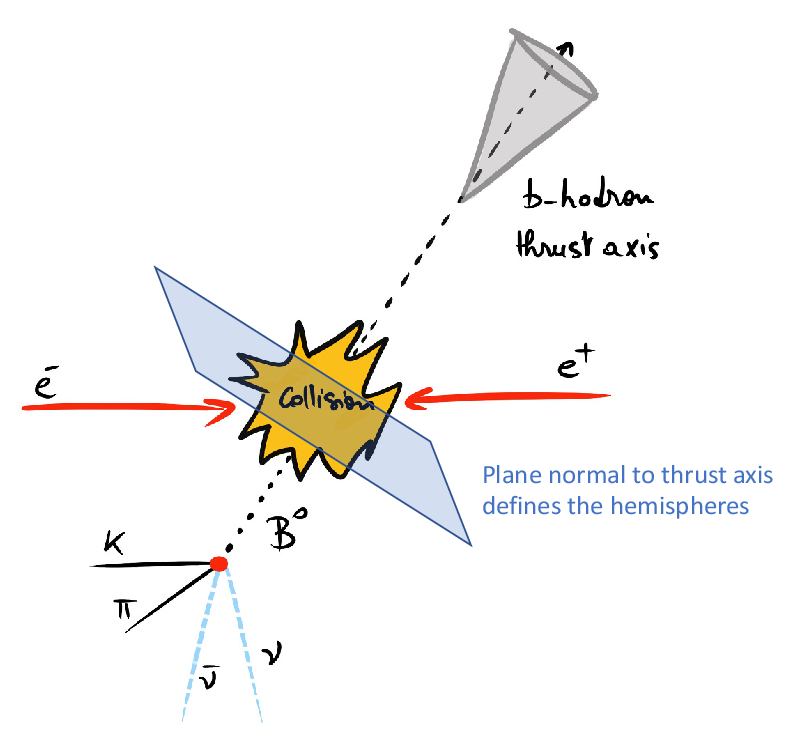 b-hadron
thrust axis
e⁻
e⁺
Collision
Plane normal to thrust axis
defines the hemispheres
B⁰
K
π
ν̄
ν